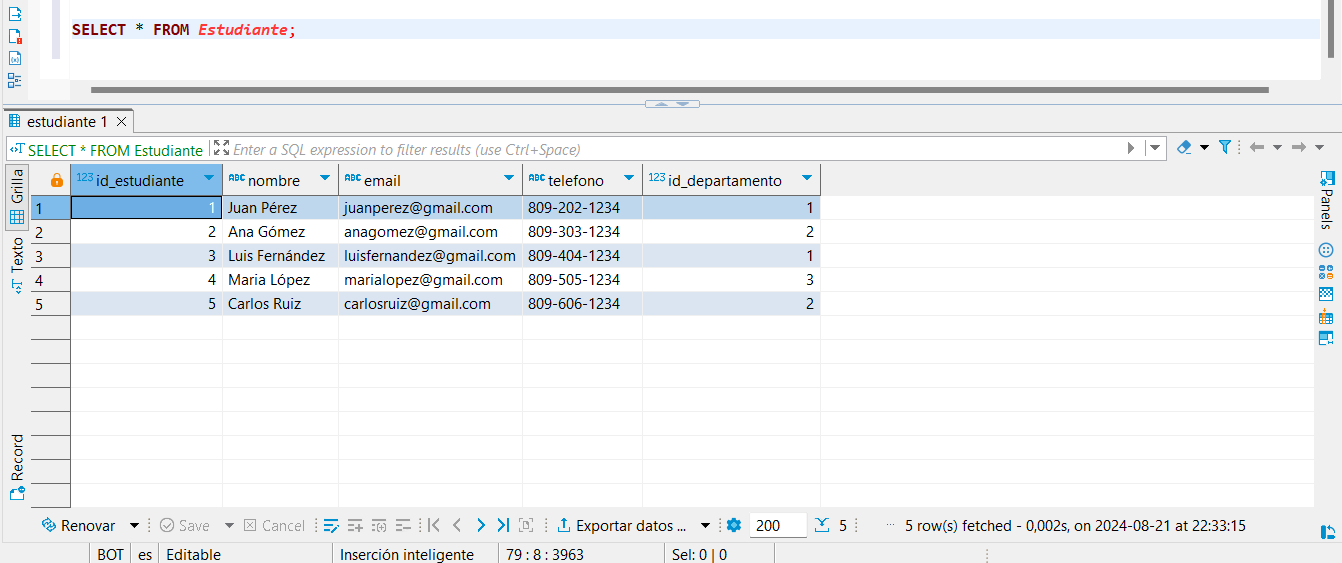 SELECT * FROM Estudiante;
estudiante 1
SELECT * FROM Estudiante Enter a SQL expression to filter results (use Ctrl+Space)
Grilla
Texto
Record
123 id_estudiante ABC nombre ABC email ABC telefono 123 id_departamento
1 1 Juan Pérez juanperez@gmail.com 809-202-1234 1
2 2 Ana Gómez anagomez@gmail.com 809-303-1234 2
3 3 Luis Fernández luisfernandez@gmail.com 809-404-1234 1
4 4 Maria López marialopez@gmail.com 809-505-1234 3
5 5 Carlos Ruiz carlosruiz@gmail.com 809-606-1234 2
Panels
Renovar Save Cancel Exportar datos ... 200 5 ··· 5 row(s) fetched - 0,002s, on 2024-08-21 at 22:33:15
BOT es Editable Inserción inteligente 79 : 8 : 3963 Sel: 0 | 0